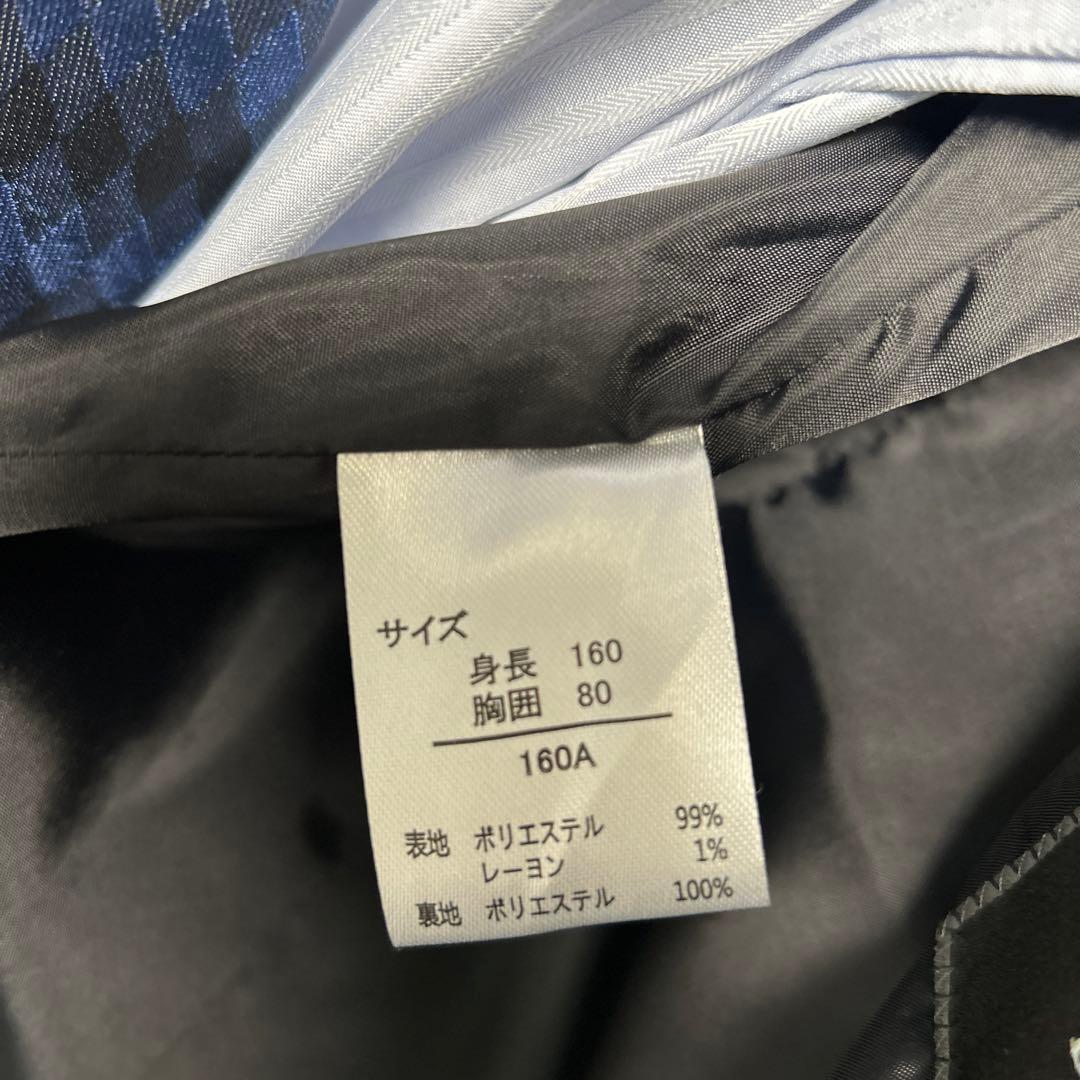 サイズ
身長 160
胸囲 80
160A
表地 ポリエステル 99%
レーヨン 1%
裏地 ポリエステル 100%